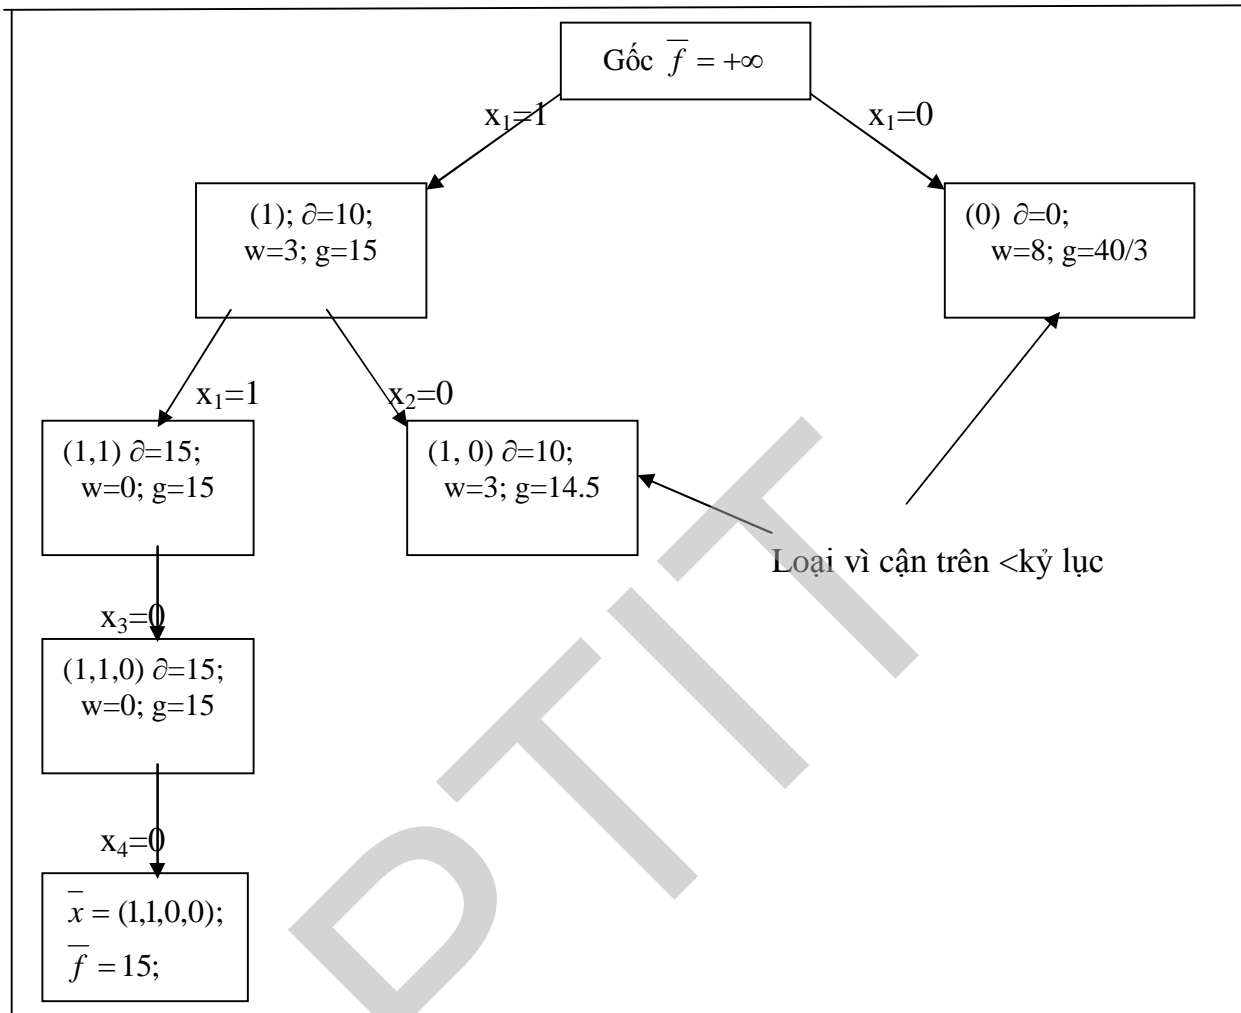 Gốc f̅ = +∞
x₁=1
x₁=0
(1); ∂=10;
w=3; g=15
(0) ∂=0;
w=8; g=40/3
x₁=1
x₂=0
(1,1) ∂=15;
w=0; g=15
(1, 0) ∂=10;
w=3; g=14.5
Loại vì cận trên <kỷ lục
x₃=0
(1,1,0) ∂=15;
w=0; g=15
x₄=0
x̅ = (1,1,0,0);
f̅ = 15;
PTIT